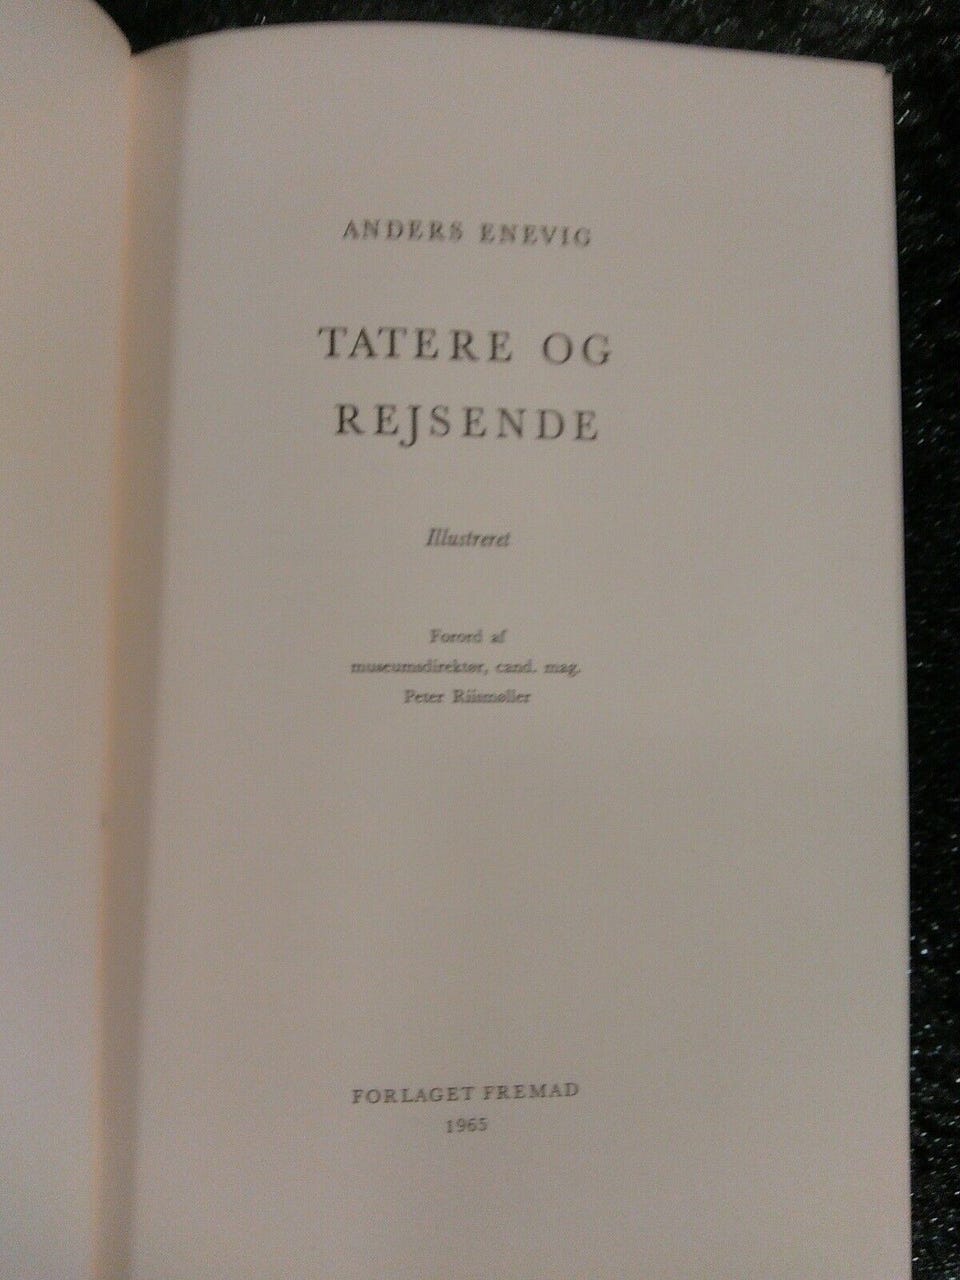 ANDERS ENEVIG
TATERE OG
REJSENDE
Illustreret
Forord af
museumsdirektør, cand. mag.
Peter Riismøller
FORLAGET FREMAD
1965